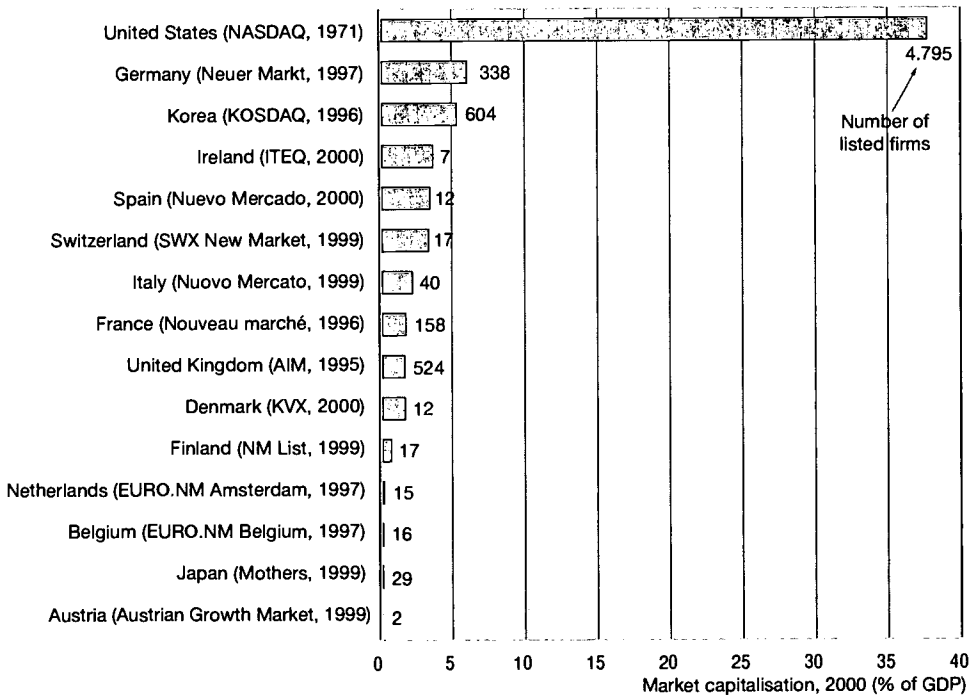 United States (NASDAQ, 1971)
4.795
Germany (Neuer Markt, 1997)
338
Korea (KOSDAQ, 1996)
604
Number of
listed firms
Ireland (ITEQ, 2000)
7
Spain (Nuevo Mercado, 2000)
12
Switzerland (SWX New Market, 1999)
17
Italy (Nuovo Mercato, 1999)
40
France (Nouveau marché, 1996)
158
United Kingdom (AIM, 1995)
524
Denmark (KVX, 2000)
12
Finland (NM List, 1999)
17
Netherlands (EURO.NM Amsterdam, 1997)
15
Belgium (EURO.NM Belgium, 1997)
16
Japan (Mothers, 1999)
29
Austria (Austrian Growth Market, 1999)
2
0 5 10 15 20 25 30 35 40
Market capitalisation, 2000 (% of GDP)